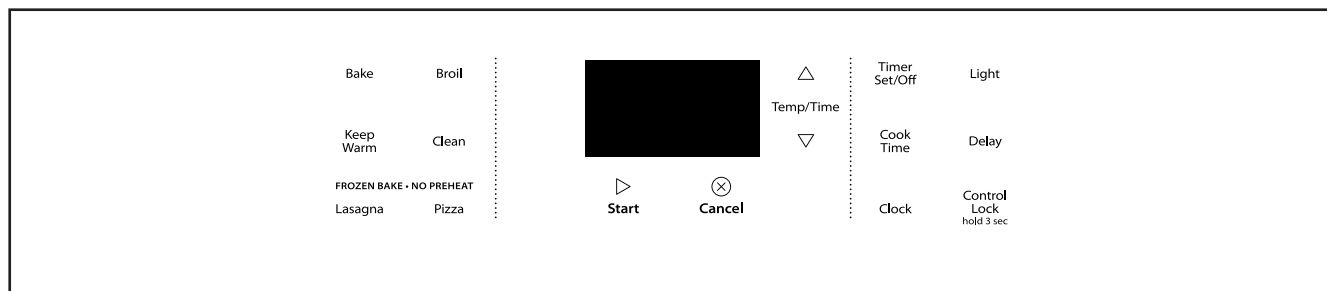 Bake
Broil
Keep
Warm
Clean
FROZEN BAKE • NO PREHEAT
Lasagna
Pizza
Temp/Time
Start
Cancel
Timer
Set/Off
Light
Cook
Time
Delay
Clock
Control
Lock
hold 3 sec